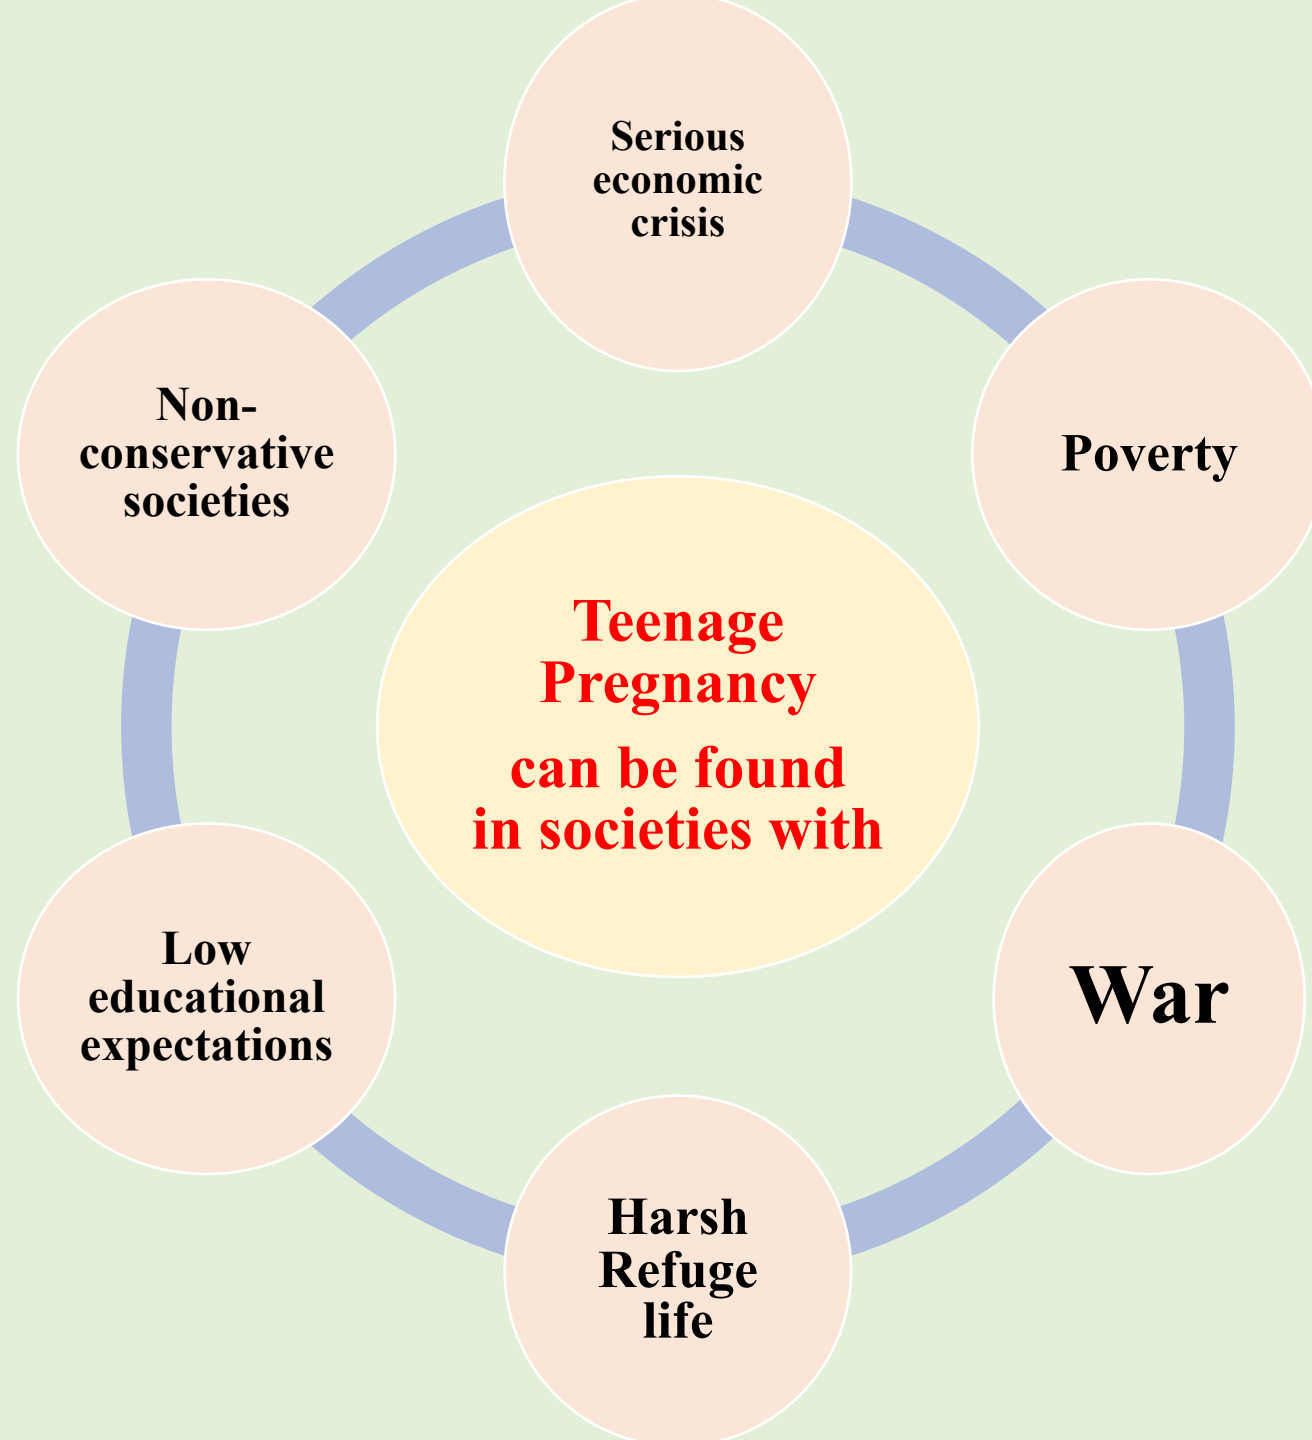 Serious
economic
crisis
Poverty
War
Harsh
Refuge
life
Low
educational
expectations
Non-
conservative
societies
Teenage
Pregnancy
can be found
in societies with